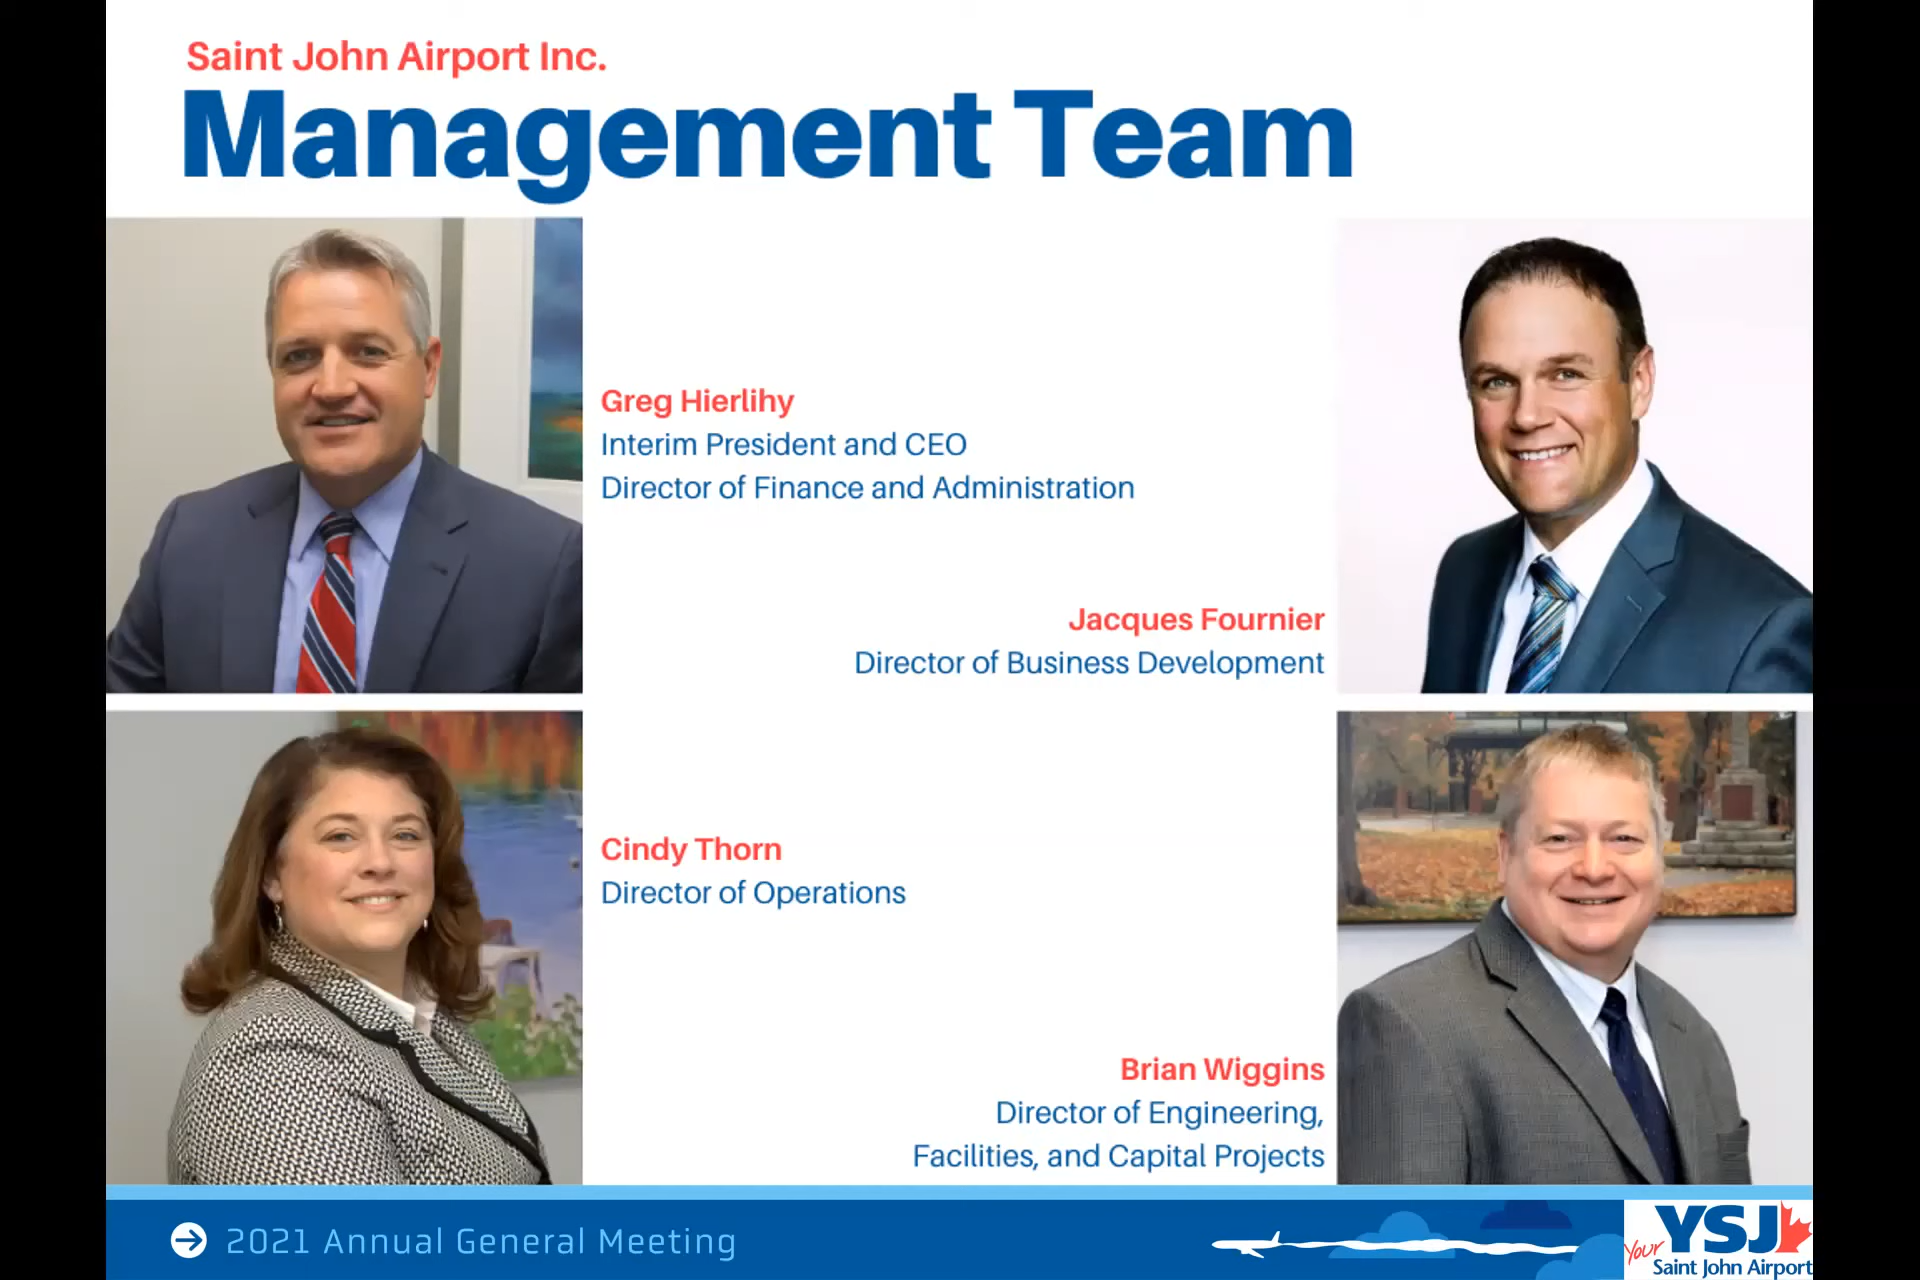 Saint John Airport Inc.
Management Team
Greg Hierlihy
Interim President and CEO
Director of Finance and Administration
Jacques Fournier
Director of Business Development
Cindy Thorn
Director of Operations
Brian Wiggins
Director of Engineering,
Facilities, and Capital Projects
2021 Annual General Meeting
Your YSJ
Saint John Airport